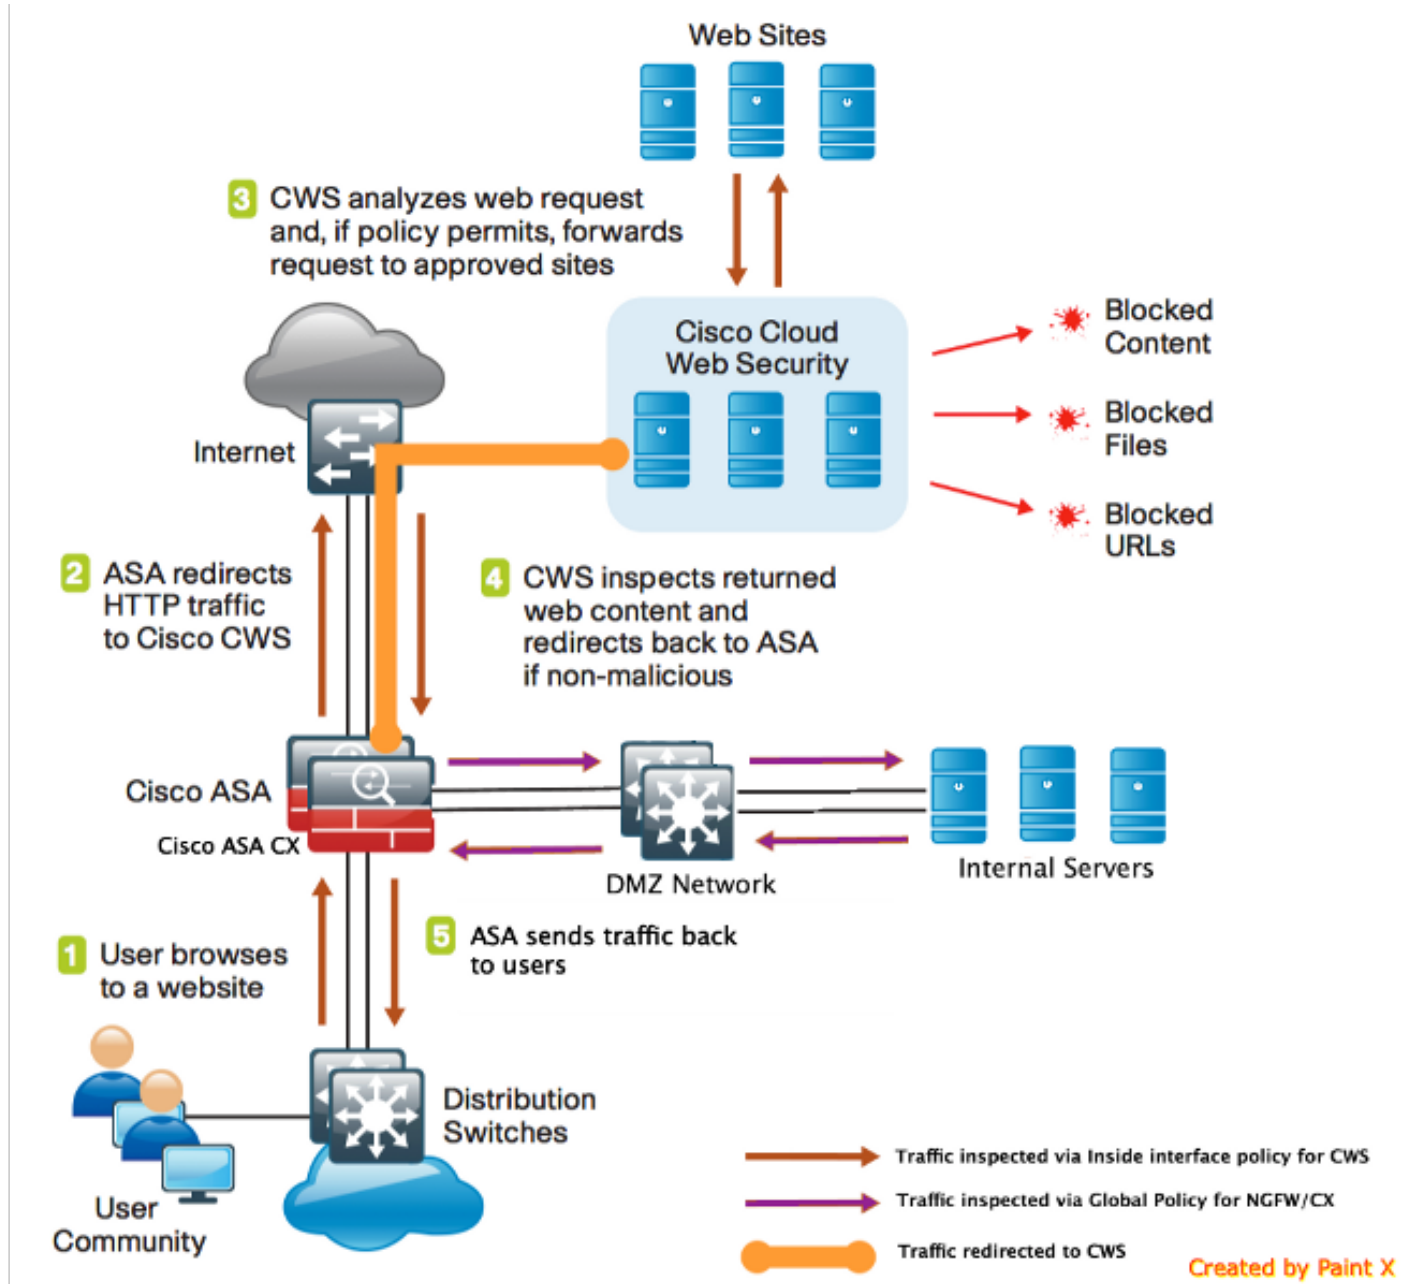 Web Sites
3 CWS analyzes web request
and, if policy permits, forwards
request to approved sites
Cisco Cloud
Web Security
Blocked
Content
Blocked
Files
Blocked
URLs
Internet
2 ASA redirects
HTTP traffic
to Cisco CWS
4 CWS inspects returned
web content and
redirects back to ASA
if non-malicious
Cisco ASA
Cisco ASA CX
DMZ Network
Internal Servers
1 User browses
to a website
5 ASA sends traffic back
to users
Distribution
Switches
User
Community
Traffic inspected via Inside interface policy for CWS
Traffic inspected via Global Policy for NGFW/CX
Traffic redirected to CWS
Created by Paint X